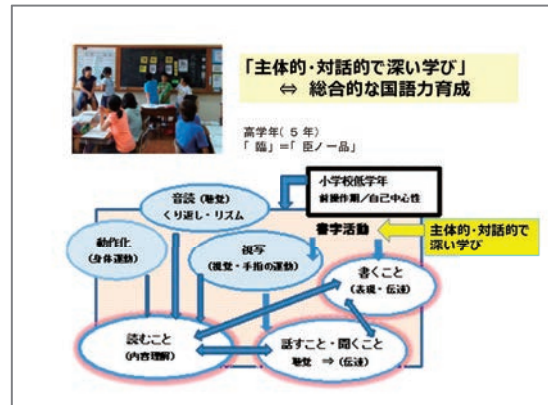 「主体的・対話的で深い学び」
⇔ 総合的な国語力育成
高学年(5年)
「臨」=「臣ノ一品」
小学校低学年
前操作期/自己中心性
音読(聴覚)
くり返し・リズム
書字活動
主体的・対話的で
深い学び
動作化
(身体運動)
視写
(視覚・手指の運動)
書くこと
(表現・伝達)
読むこと
(内容理解)
話すこと・聞くこと
聴覚 ⇒(伝達)